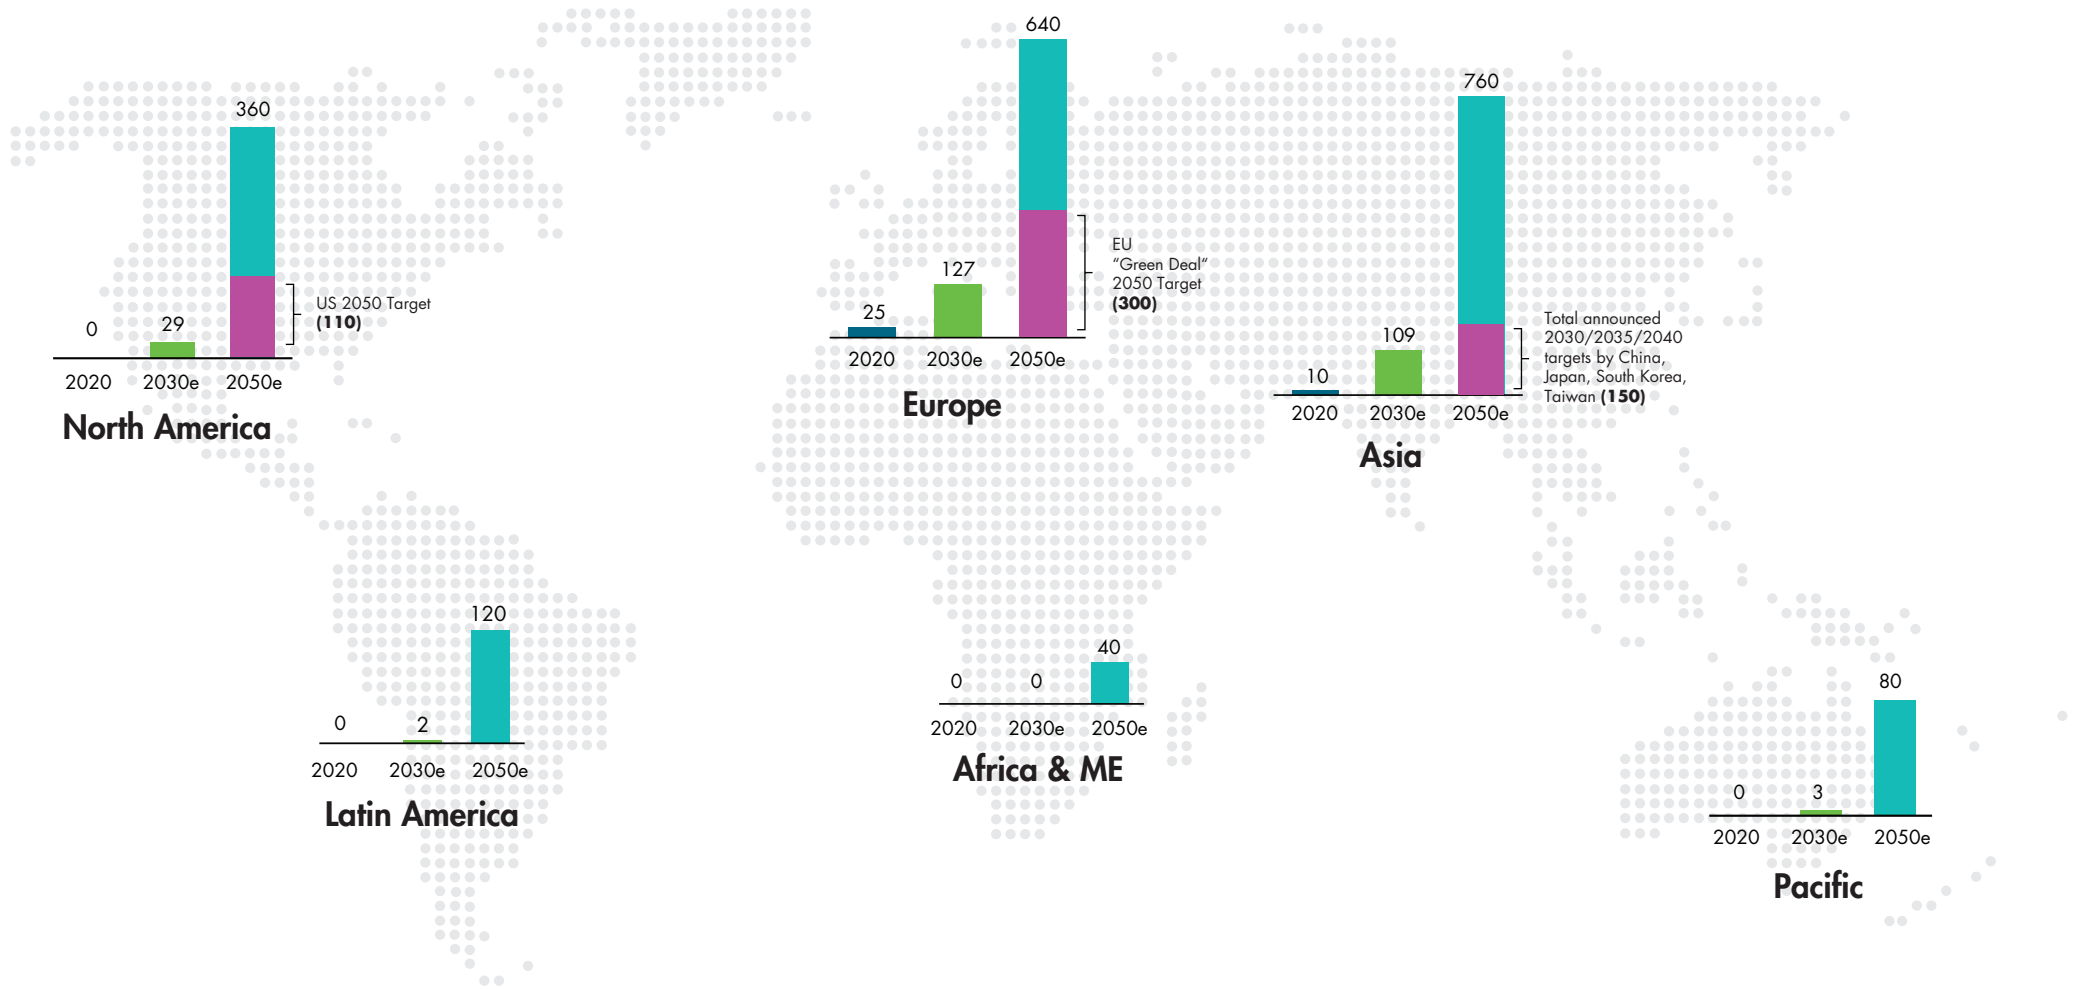 360
0
29
US 2050 Target
(110)
2020 2030e 2050e
North America
640
25
127
EU
“Green Deal“
2050 Target
(300)
2020 2030e 2050e
Europe
760
10
109
Total announced
2030/2035/2040
targets by China,
Japan, South Korea,
Taiwan (150)
2020 2030e 2050e
Asia
0
2
120
2020 2030e 2050e
Latin America
0
0
40
2020 2030e 2050e
Africa & ME
0
3
80
2020 2030e 2050e
Pacific